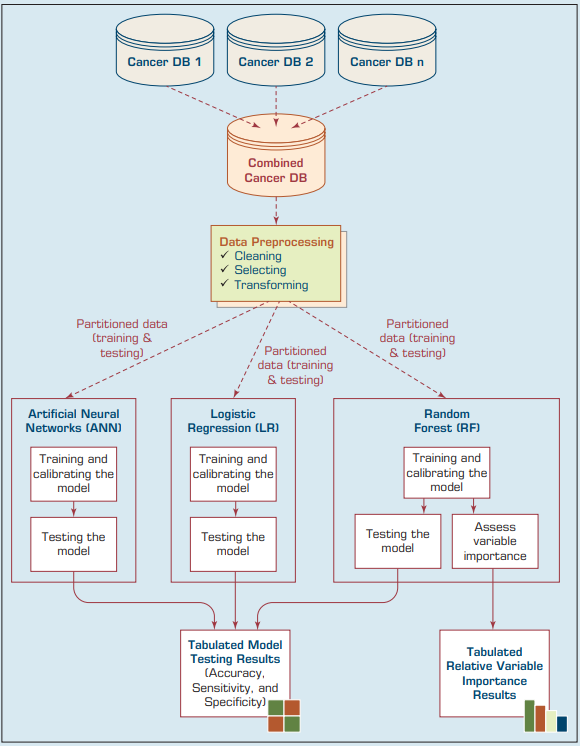 Cancer DB 1
Cancer DB 2
Cancer DB n
Combined
Cancer DB
Data Preprocessing
✓ Cleaning
✓ Selecting
✓ Transforming
Partitioned data
(training &
testing)
Partitioned
data (training
& testing)
Partitioned
data (training
& testing)
Artificial Neural
Networks (ANN)
Training and
calibrating the
model
Testing the
model
Logistic
Regression (LR)
Training and
calibrating the
model
Testing the
model
Random
Forest (RF)
Training and
calibrating the
model
Testing the
model
Assess
variable
importance
Tabulated Model
Testing Results
(Accuracy,
Sensitivity, and
Specificity)
Tabulated
Relative Variable
Importance
Results